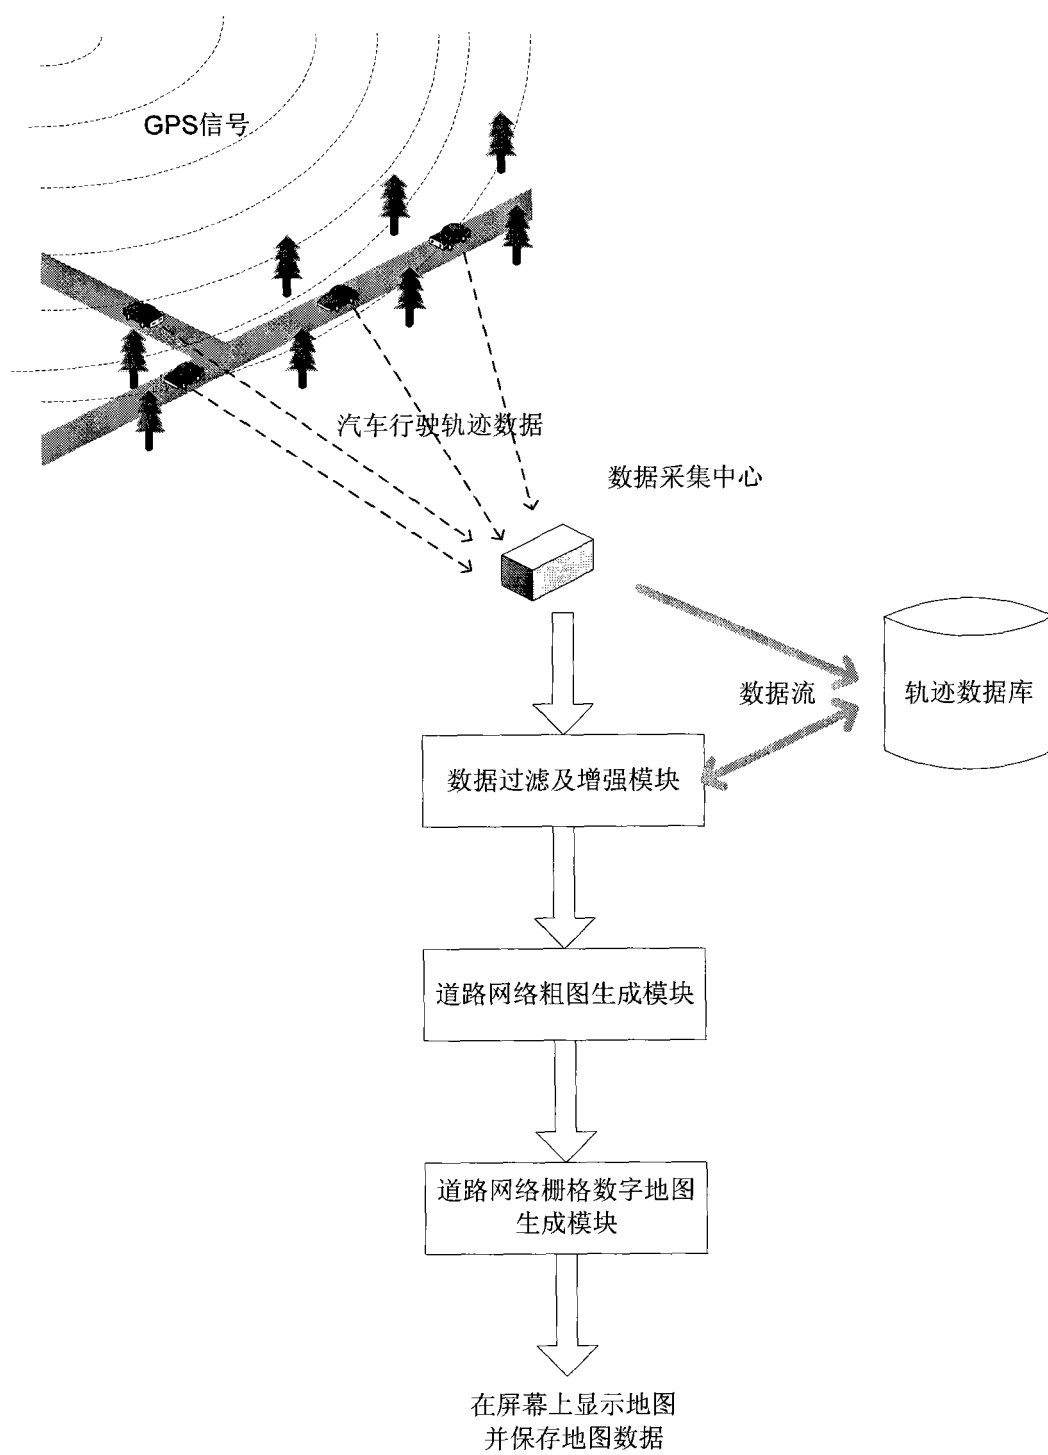 GPS信号
汽车行驶轨迹数据
数据采集中心
数据流
轨迹数据库
数据过滤及增强模块
道路网络粗图生成模块
道路网络栅格数字地图
生成模块
在屏幕上显示地图
并保存地图数据